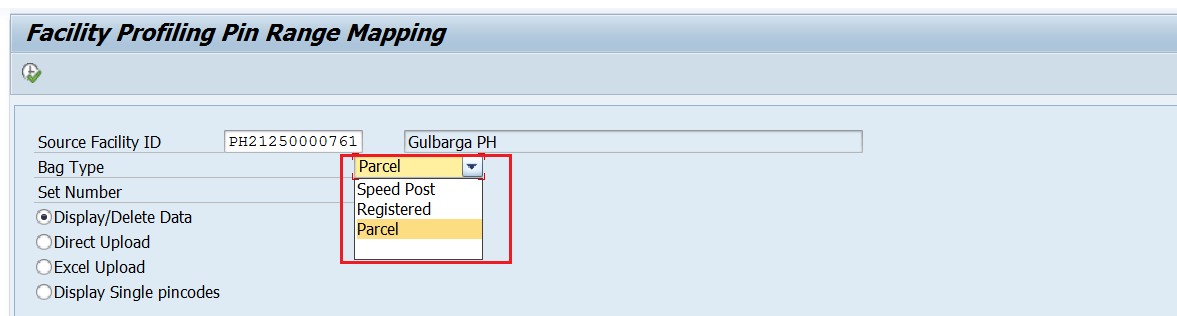 Facility Profiling Pin Range Mapping
Source Facility ID PH21250000761 Gulbarga PH
Bag Type Parcel
Speed Post
Set Number
Registered
Display/Delete Data
Parcel
Direct Upload
Excel Upload
Display Single pincodes